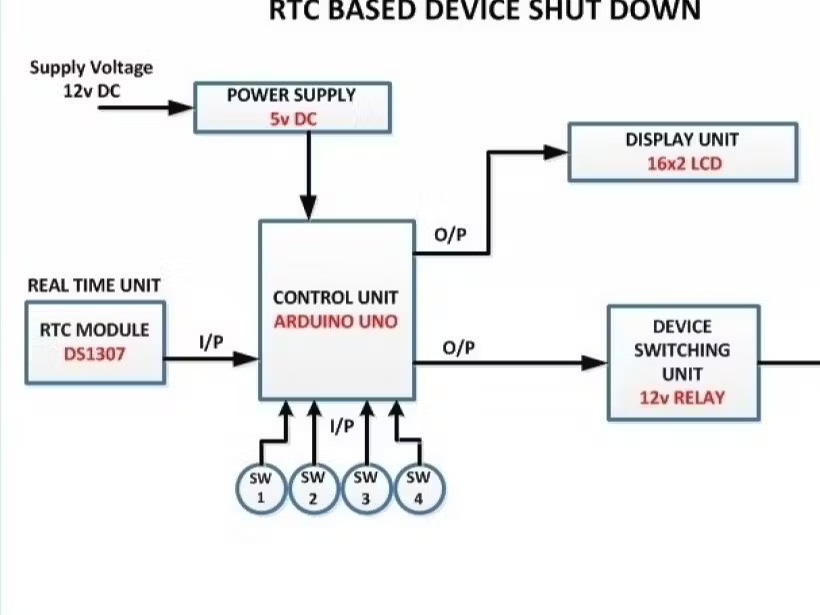 RTC BASED DEVICE SHUT DOWN
Supply Voltage
12v DC
POWER SUPPLY
5v DC
DISPLAY UNIT
16x2 LCD
O/P
REAL TIME UNIT
RTC MODULE
DS1307
I/P
CONTROL UNIT
ARDUINO UNO
O/P
DEVICE
SWITCHING
UNIT
12v RELAY
I/P
SW
1
SW
2
SW
3
SW
4